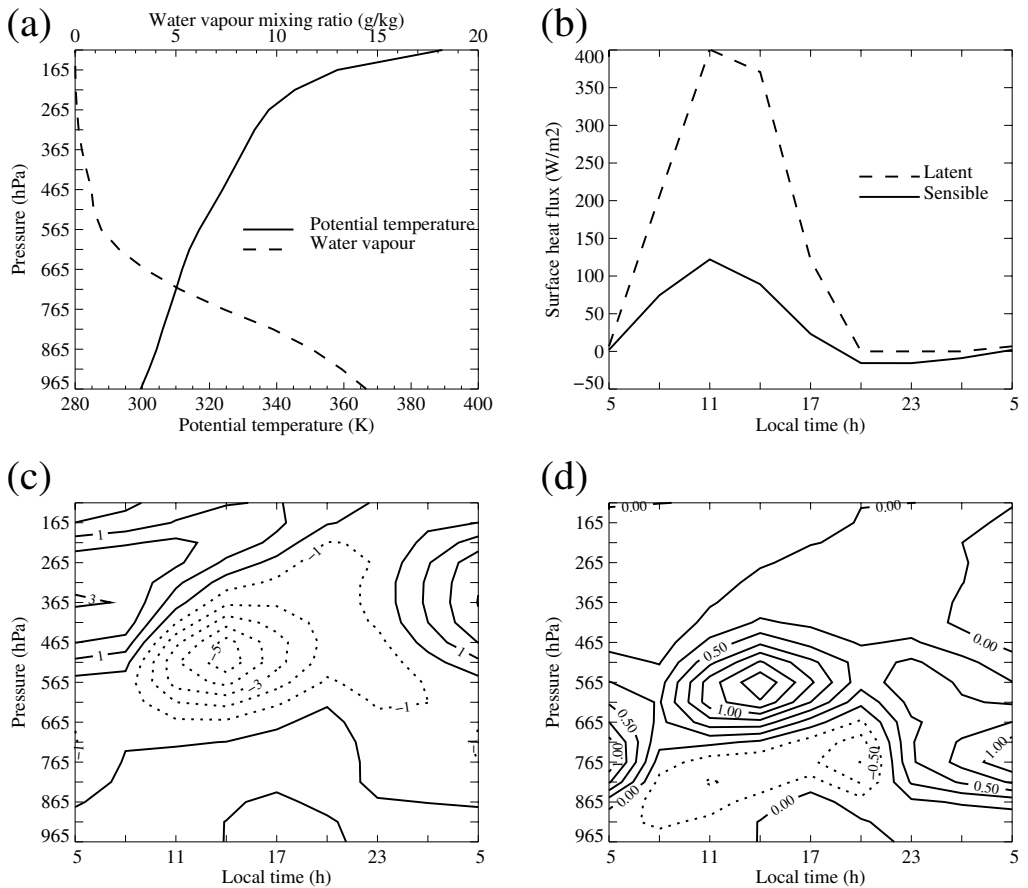 (a)
Water vapour mixing ratio (g/kg)
0 5 10 15 20
165
265
365
465
565
665
765
865
965
Pressure (hPa)
Potential temperature
Water vapour
280 300 320 340 360 380 400
Potential temperature (K)
(b)
400
350
300
250
200
150
100
50
0
−50
Surface heat flux (W/m2)
Latent
Sensible
5 11 17 23 5
Local time (h)
(c)
165
265
365
465
565
665
765
865
965
Pressure (hPa)
1
3
1
−1
−5
−3
−1
1
−1
−1
5 11 17 23 5
Local time (h)
(d)
165
265
365
465
565
665
765
865
965
Pressure (hPa)
0.00
0.00
0.00
0.50
1.00
0.50
1.00
0.00
−0.50
0.00
1.00
0.50
5 11 17 23 5
Local time (h)